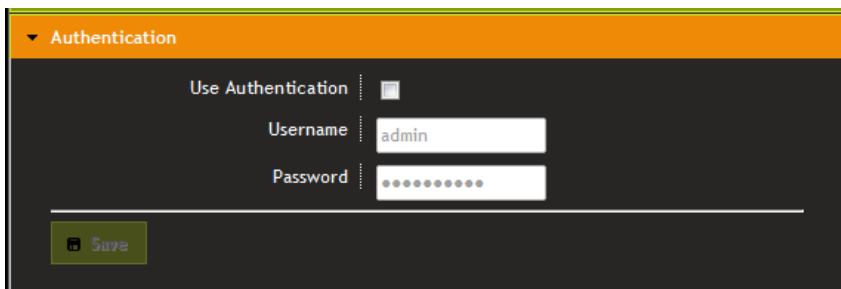 Authentication
Use Authentication
Username
admin
Password
••••••••••
Save